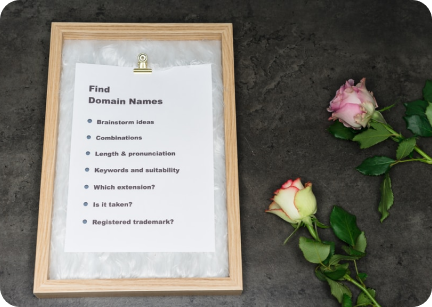 Find
Domain Names
Brainstorm ideas
Combinations
Length & pronunciation
Keywords and suitability
Which extension?
Is it taken?
Registered trademark?